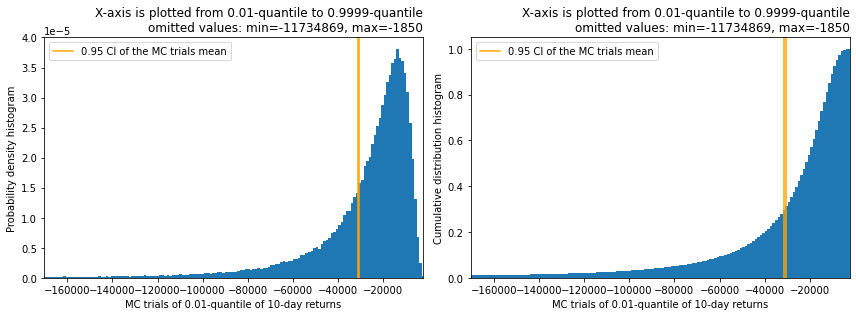 X-axis is plotted from 0.01-quantile to 0.9999-quantile
omitted values: min=-11734869, max=-1850
1e-5
0.95 CI of the MC trials mean
4.0
3.5
3.0
2.5
2.0
1.5
1.0
0.5
0.0
Probability density histogram
-160000 -140000 -120000 -100000 -80000 -60000 -40000 -20000
MC trials of 0.01-quantile of 10-day returns
X-axis is plotted from 0.01-quantile to 0.9999-quantile
omitted values: min=-11734869, max=-1850
0.95 CI of the MC trials mean
1.0
0.8
0.6
0.4
0.2
0.0
Cumulative distribution histogram
-160000 -140000 -120000 -100000 -80000 -60000 -40000 -20000
MC trials of 0.01-quantile of 10-day returns